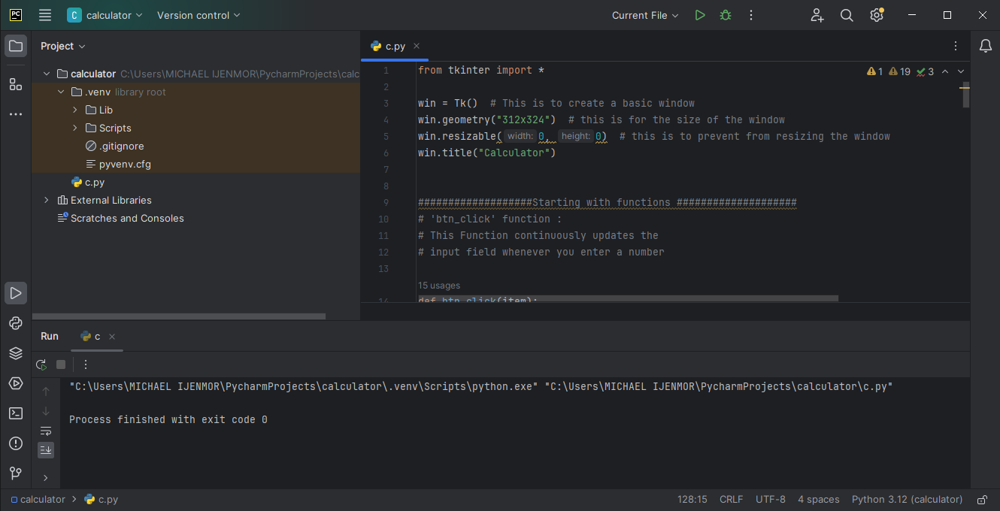 PC C calculator Version control Current File
Project
c.py
calculator C:\Users\MICHAEL IJENMOR\PycharmProjects\calc
.venv library root
Lib
Scripts
.gitignore
pyvenv.cfg
c.py
External Libraries
Scratches and Consoles
1 19 3
1 from tkinter import *
2
3 win = Tk()  # This is to create a basic window
4 win.geometry("312x324")  # this is for the size of the window
5 win.resizable( width: 0, height: 0)  # this is to prevent from resizing the window
6 win.title("Calculator")
7
8
9 ###################Starting with functions ####################
10 # 'btn_click' function :
11 # This Function continuously updates the
12 # input field whenever you enter a number
13
15 usages
14 def btn_click(item):
Run c
"C:\Users\MICHAEL IJENMOR\PycharmProjects\calculator\.venv\Scripts\python.exe" "C:\Users\MICHAEL IJENMOR\PycharmProjects\calculator\c.py"
Process finished with exit code 0
calculator c.py 128:15 CRLF UTF-8 4 spaces Python 3.12 (calculator)